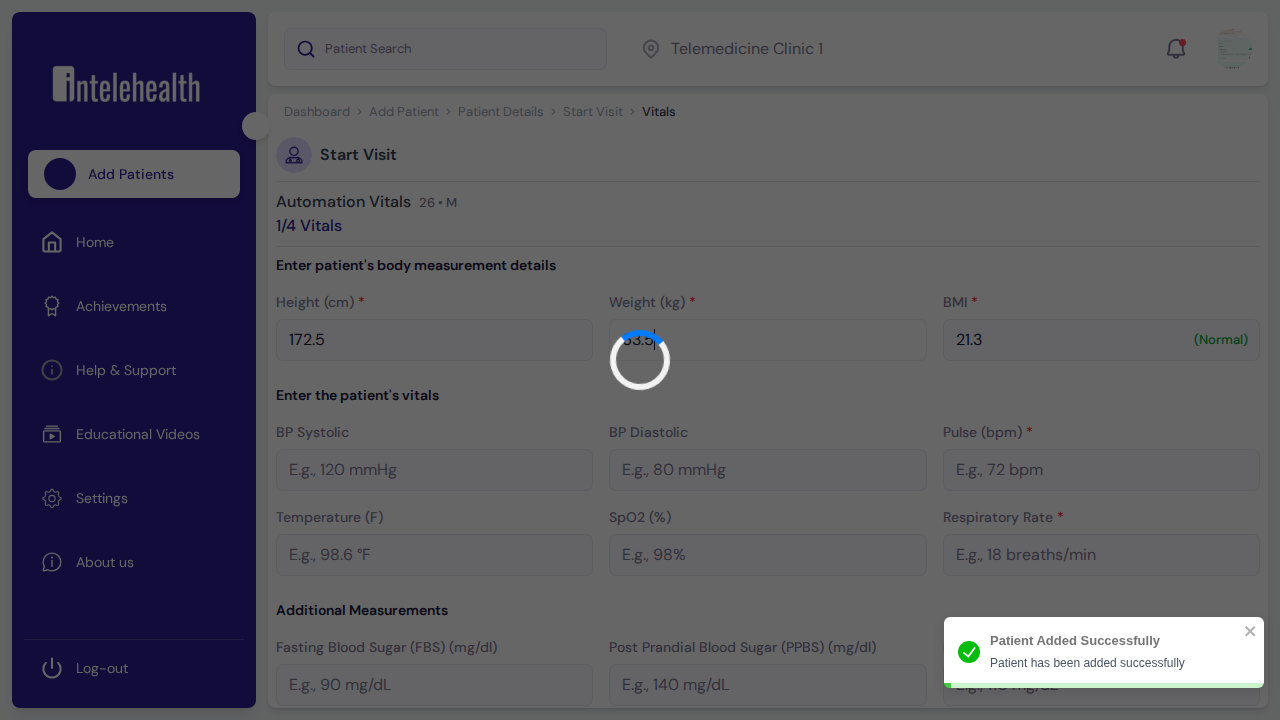 intelehealth
Add Patients
Home
Achievements
Help & Support
Educational Videos
Settings
About us
Log-out
Patient Search
Telemedicine Clinic 1
Dashboard > Add Patient > Patient Details > Start Visit > Vitals
Start Visit
Automation Vitals 26 • M
1/4 Vitals
Enter patient's body measurement details
Height (cm) * Weight (kg) * BMI *
172.5 63.5 21.3 (Normal)
Enter the patient's vitals
BP Systolic BP Diastolic Pulse (bpm) *
E.g., 120 mmHg E.g., 80 mmHg E.g., 72 bpm
Temperature (F) SpO2 (%) Respiratory Rate *
E.g., 98.6 °F E.g., 98% E.g., 18 breaths/min
Additional Measurements
Fasting Blood Sugar (FBS) (mg/dl) Post Prandial Blood Sugar (PPBS) (mg/dl)
E.g., 90 mg/dL E.g., 140 mg/dL
Patient Added Successfully
Patient has been added successfully